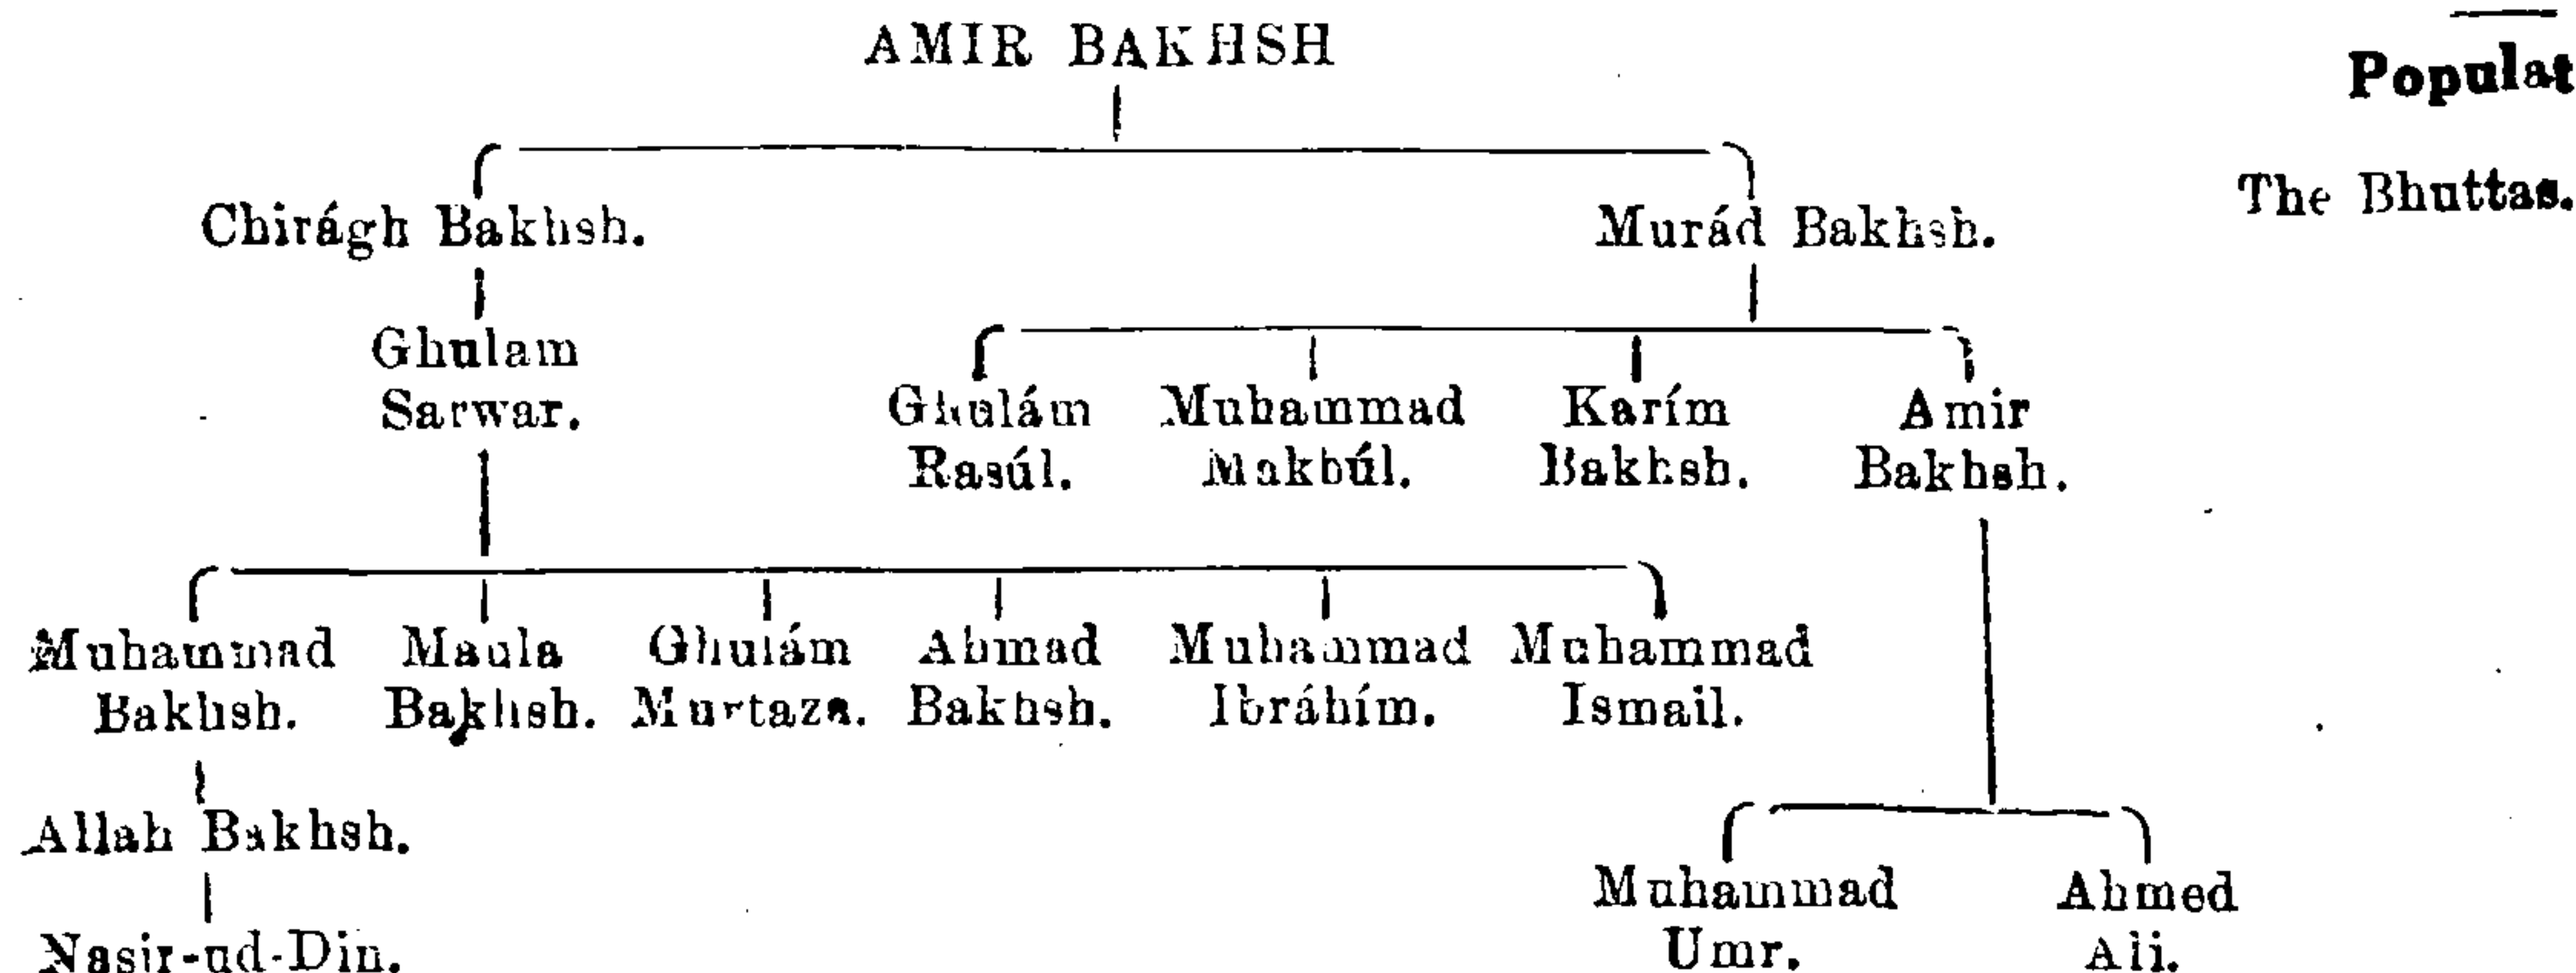 AMIR BAKHSH
Populat
The Bhuttas.
Chirágh Bakhsh.
Murád Bakhsh.
Ghulam
Sarwar.
Ghulám
Rasúl.
Muhammad
Makbúl.
Karím
Bakhsh.
Amir
Bakhsh.
Muhammad
Bakhsh.
Maula
Bakhsh.
Ghulám
Murtaza.
Ahmad
Bakhsh.
Muhammad
Ibráhím.
Muhammad
Ismail.
Allah Bakhsh.
Nasir-ud-Din.
Muhammad
Umr.
Ahmed
Ali.